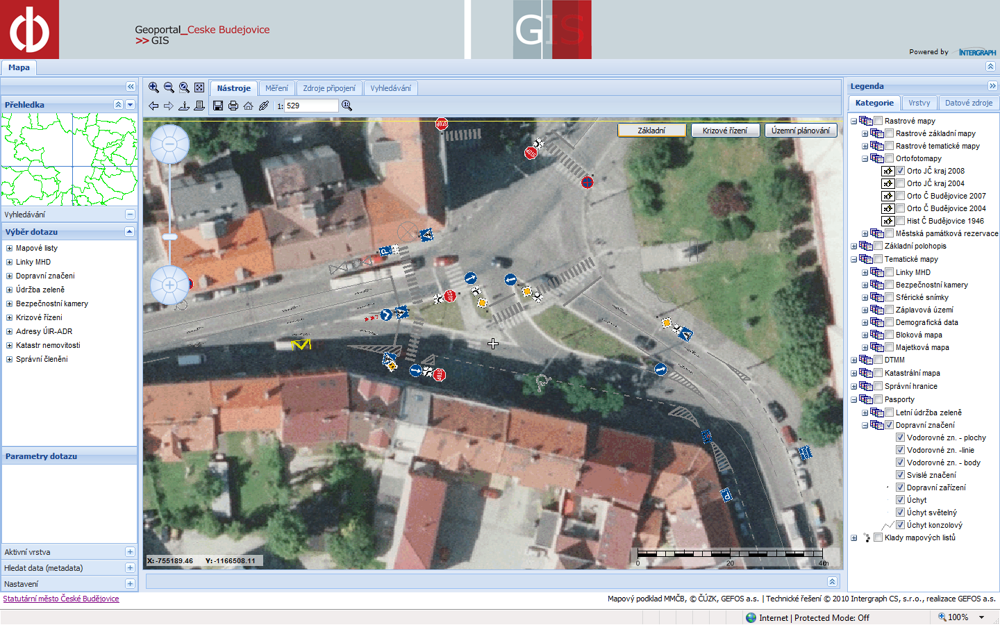 Geoportal_Ceske Budejovice
>> GIS
GIS
Powered by INTERGRAPH
Mapa
Přehledka
Vyhledávání
Výběr dotazu
Mapové listy
Linky MHD
Dopravní značeni
Údržba zeleně
Bezpečnostní kamery
Krizové řízeni
Adresy ÚIR-ADR
Katastr nemovitosti
Správní členěni
Parametry dotazu
Aktivní vrstva
Hledat data (metadata)
Nastavení
Statutární město České Budějovice
Nástroje
Měření
Zdroje připojení
Vyhledávání
1: 529
Základní
Krizové řízení
Územní plánování
STOP
STOP
STOP
STOP
P
X: -755189.46 Y: -1166508.11
0 20 40m
Legenda
Kategorie
Vrstvy
Datové zdroje
Rastrové mapy
Rastrové základní mapy
Rastrové tematické mapy
Ortofotomapy
Orto JČ kraj 2008
Orto JČ kraj 2004
Orto Č Budějovice 2007
Orto Č Budějovice 2004
Hist Č Budějovice 1946
Městská památková rezervace
Základní polohopis
Tematické mapy
Linky MHD
Bezpečnostní kamery
Sférické snímky
Záplavová území
Demografická data
Bloková mapa
Majetková mapa
DTMM
Katastrální mapa
Správní hranice
Pasporty
Letní údržba zeleně
Dopravní značení
Vodorovné zn. - plochy
Vodorovné zn. -linie
Vodorovné zn. - body
Svislé značení
Dopravní zařízení
Úchyt
Úchyt světelný
Úchyt konzolový
Klady mapových listů
Mapový podklad MMČB, © ČÚZK, GEFOS a.s. | Technické řešení © 2010 Intergraph CS, s.r.o., realizace GEFOS a.s.
Internet | Protected Mode: Off
100%